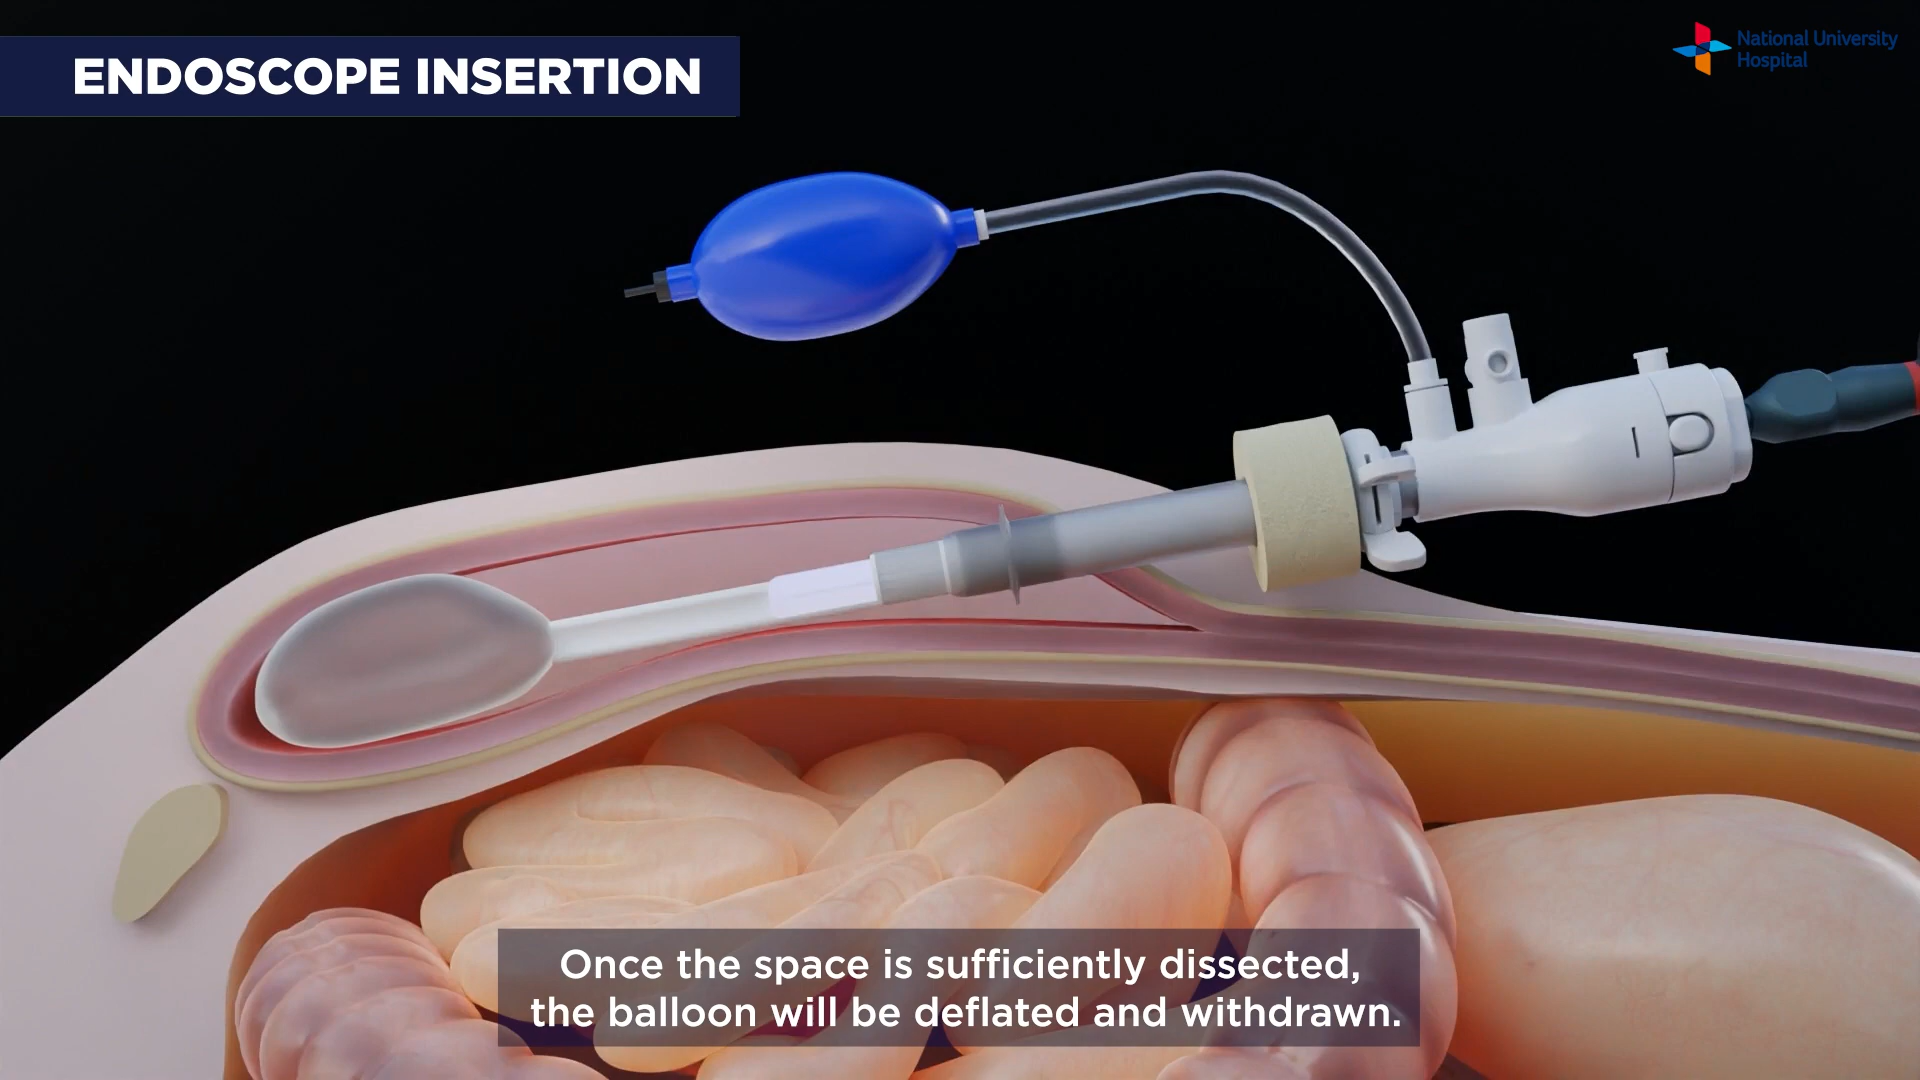 ENDOSCOPE INSERTION
National University
Hospital
Once the space is sufficiently dissected,
the balloon will be deflated and withdrawn.